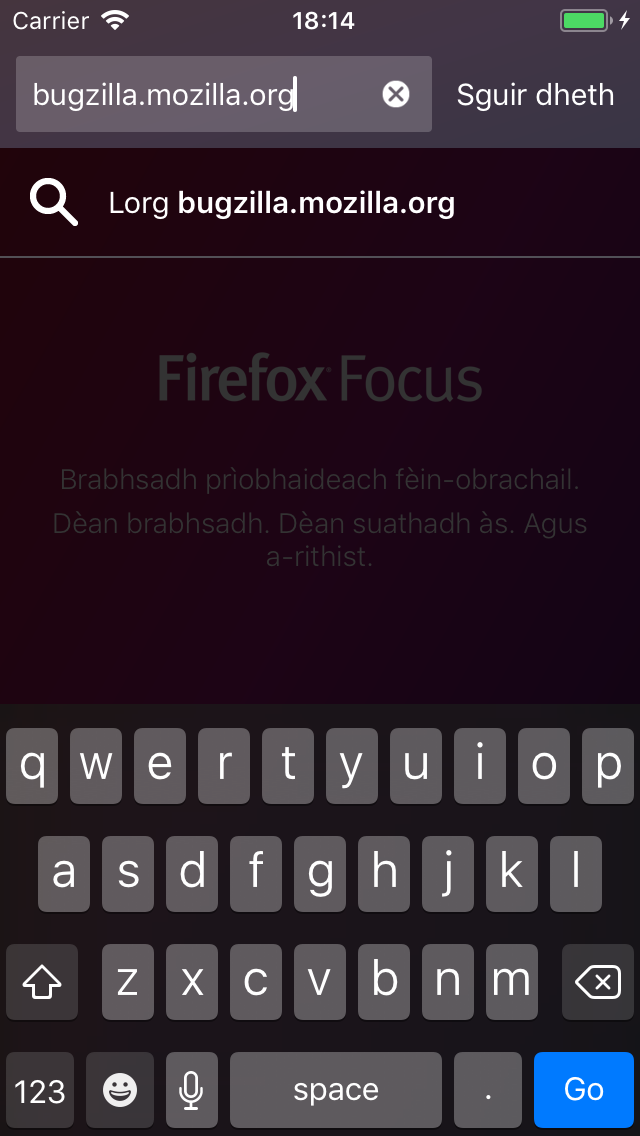 Carrier 18:14
bugzilla.mozilla.org Sguir dheth
Lorg bugzilla.mozilla.org
Firefox Focus
Brabhsadh prìobhaideach fèin-obrachail.
Dèan brabhsadh. Dèan suathadh às. Agus
a-rithist.
q w e r t y u i o p
a s d f g h j k l
z x c v b n m
123 space . Go